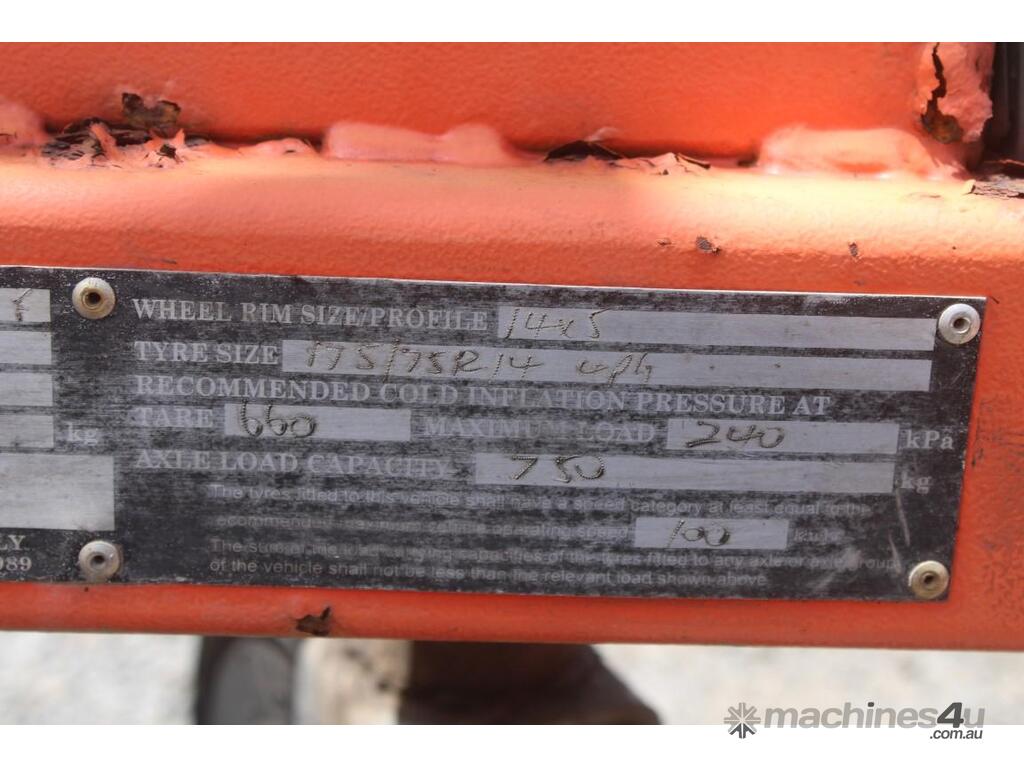 WHEEL RIM SIZE/PROFILE 14x5
TYRE SIZE 175/75R14 4ply
RECOMMENDED COLD INFLATION PRESSURE AT
TARE 660 MAXIMUM LOAD 240 kPa
kg
AXLE LOAD CAPACITY 750 kg
The tyres fitted to this vehicle shall have a speed category at least equal to the
recommended maximum vehicle operating speed 100 km/h
The sum of the load carrying capacities of the tyres fitted to any axle or axle group
of the vehicle shall not be less than the relevant load shown above
LY
989
machines4u
.com.au